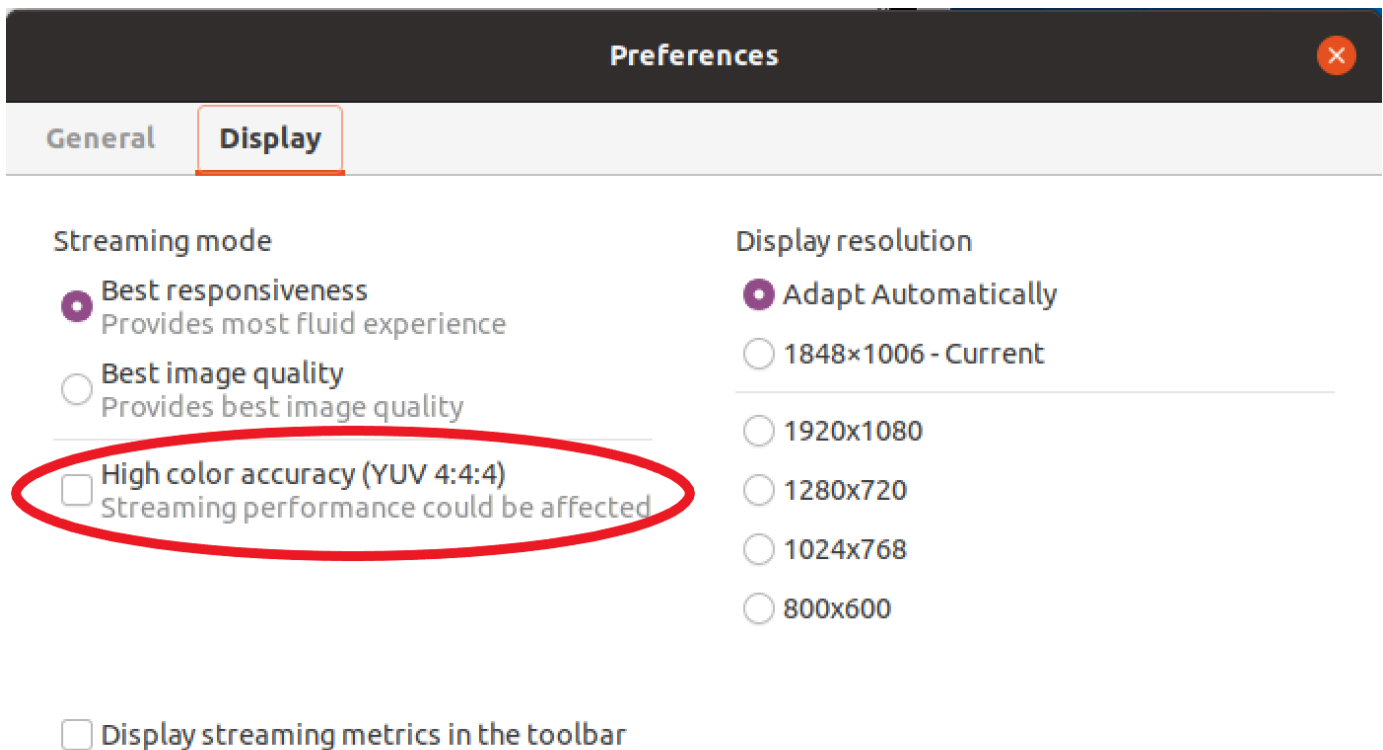 Preferences
General
Display
Streaming mode
Best responsiveness
Provides most fluid experience
Best image quality
Provides best image quality
High color accuracy (YUV 4:4:4)
Streaming performance could be affected
Display resolution
Adapt Automatically
1848×1006 - Current
1920x1080
1280x720
1024x768
800x600
Display streaming metrics in the toolbar